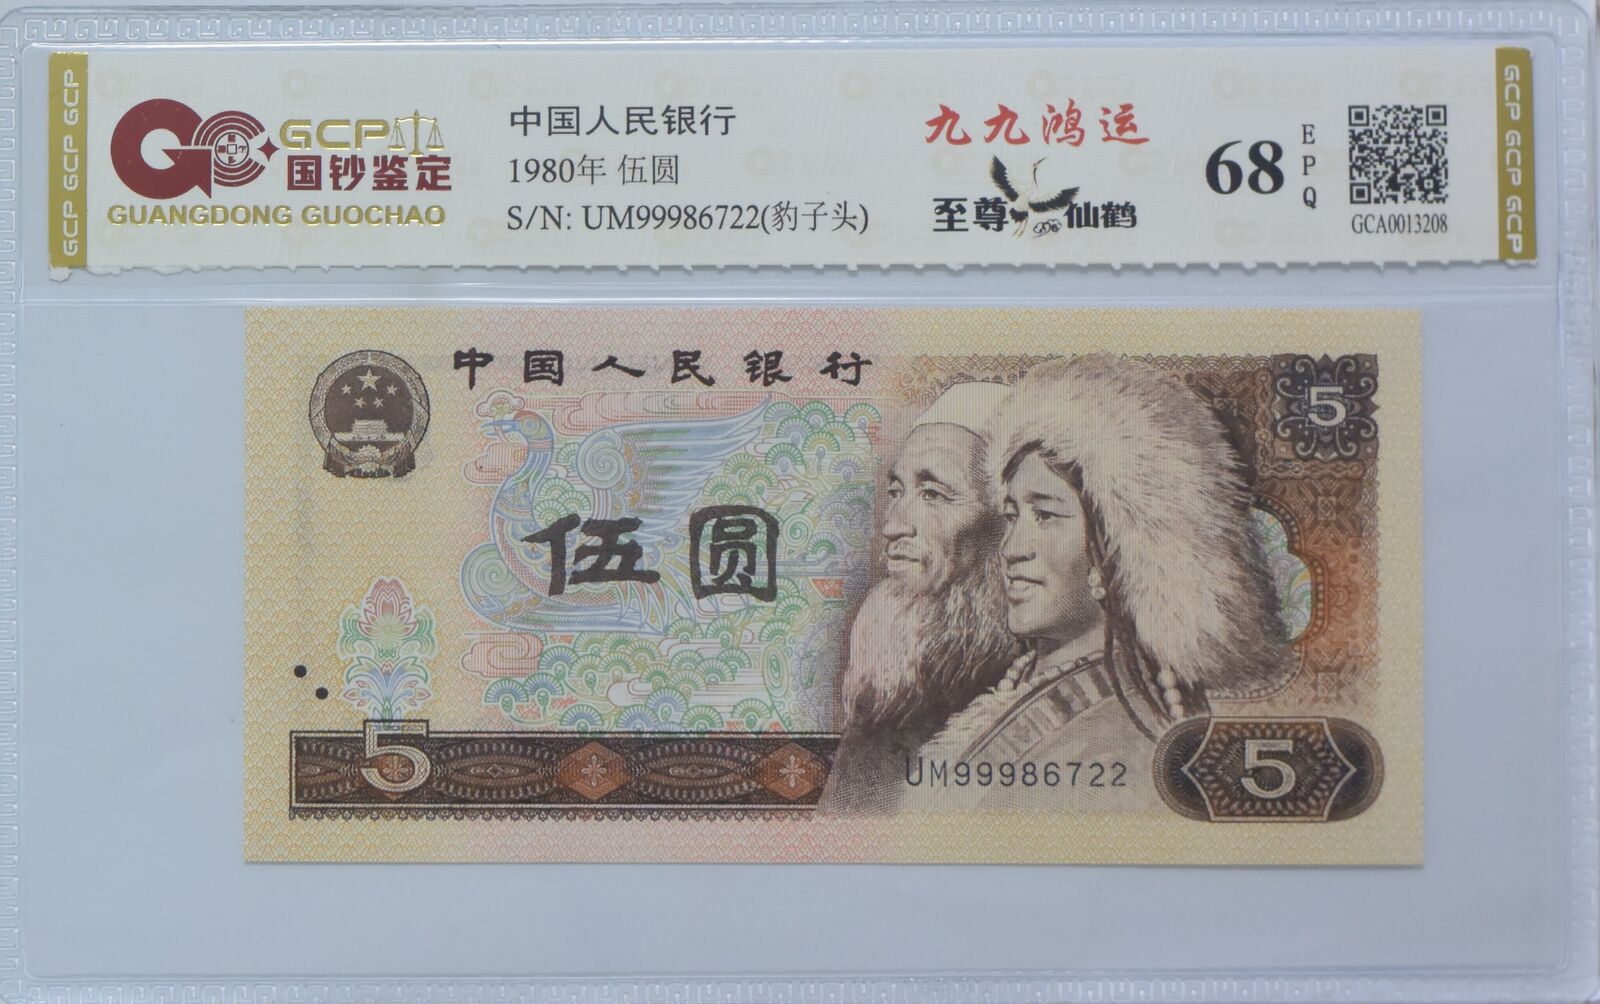 GCP GCP GCP
GCP
国钞鉴定
GUANGDONG GUOCHAO
中国人民银行
1980年 伍圆
S/N: UM99986722(豹子头)
九九鸿运
至尊 仙鹤
68 EPQ
GCA0013208
GCP GCP GCP
中国人民银行
5
伍圆
5
UM99986722
5